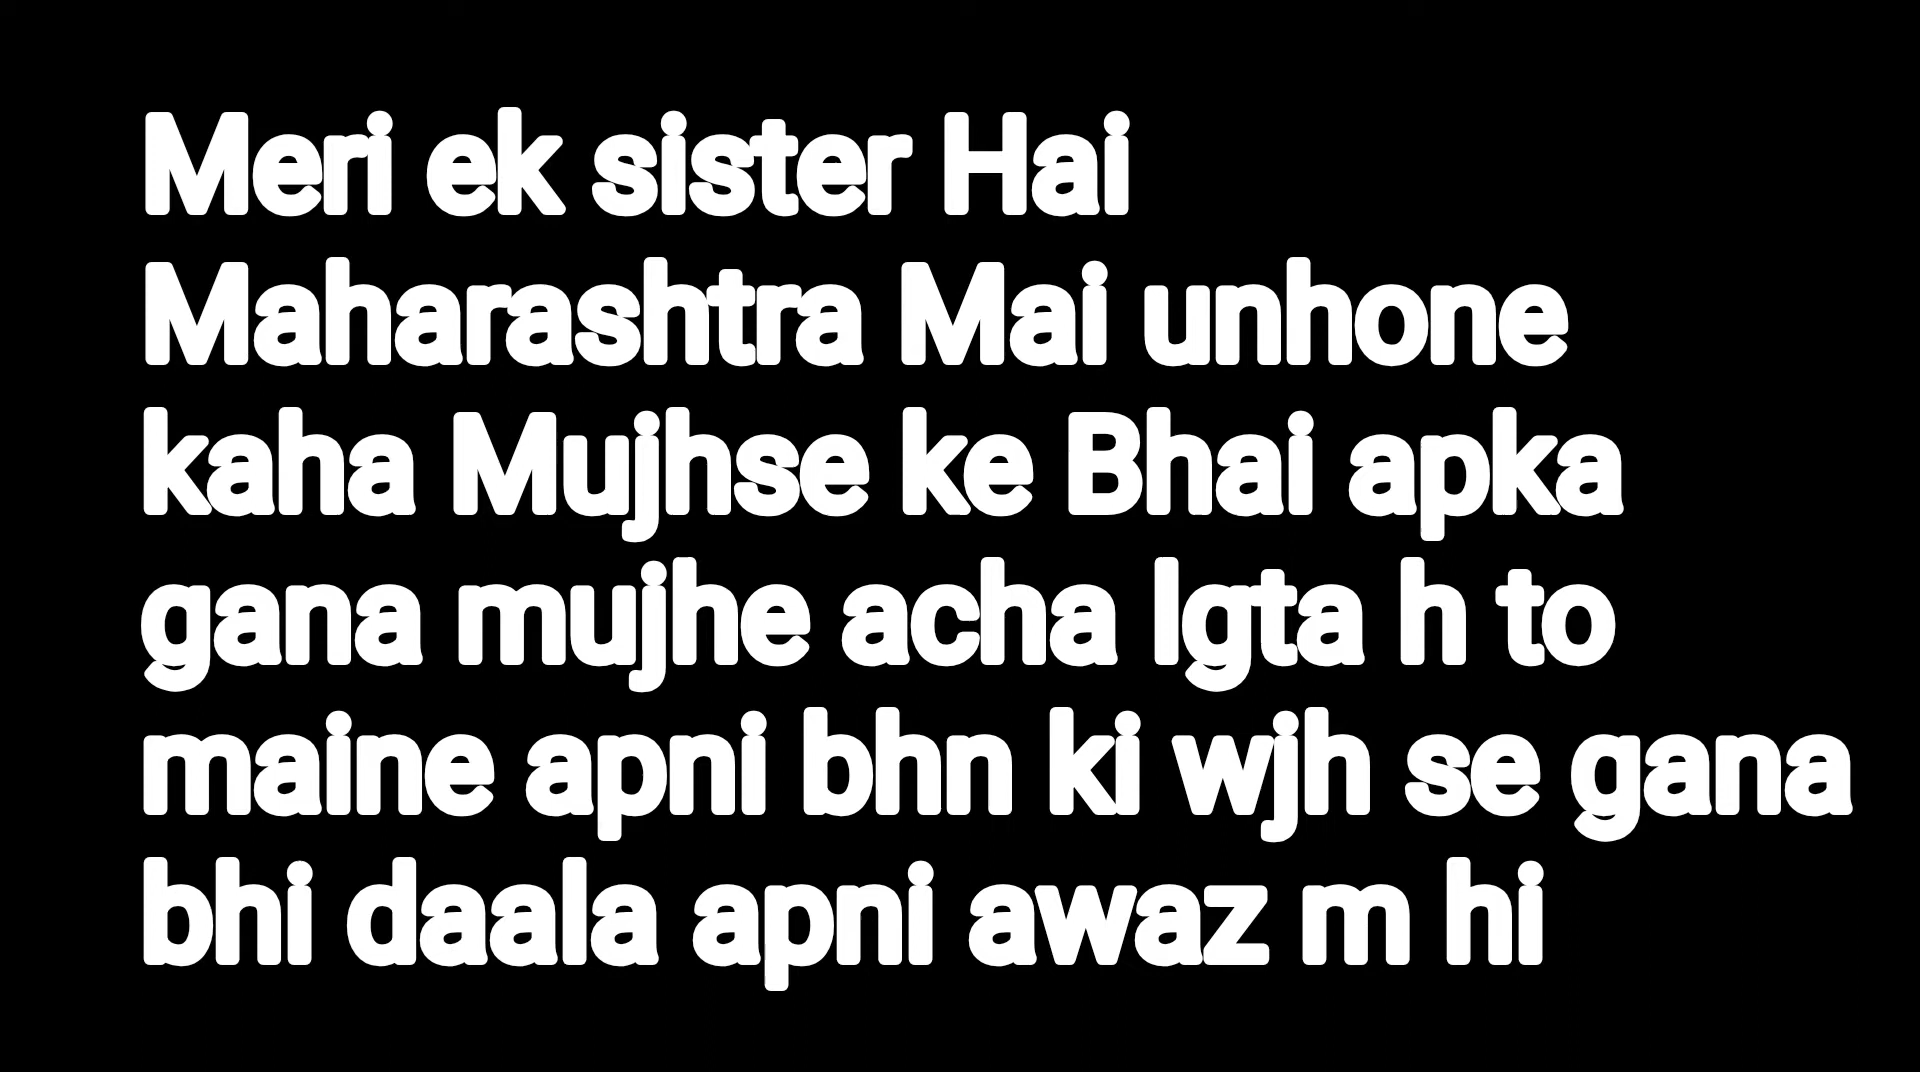 Meri ek sister Hai
Maharashtra Mai unhone
kaha Mujhse ke Bhai apka
gana mujhe acha lgta h to
maine apni bhn ki wjh se gana
bhi daala apni awaz m hi